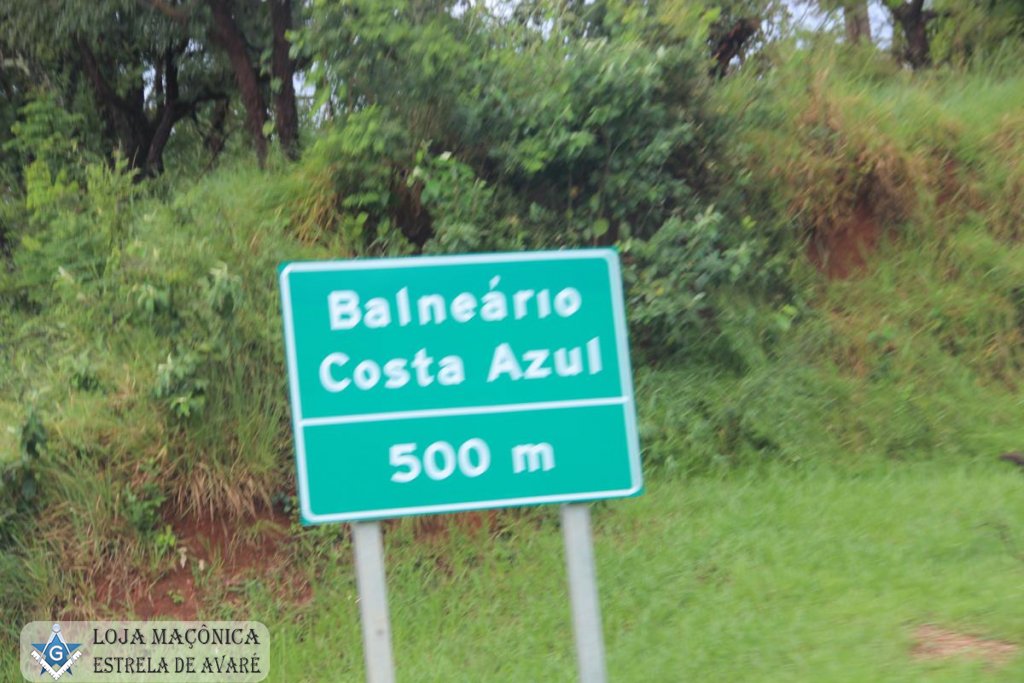 Balneário
Costa Azul
500 m
G
LOJA MAÇÔNICA
ESTRELA DE AVARÉ